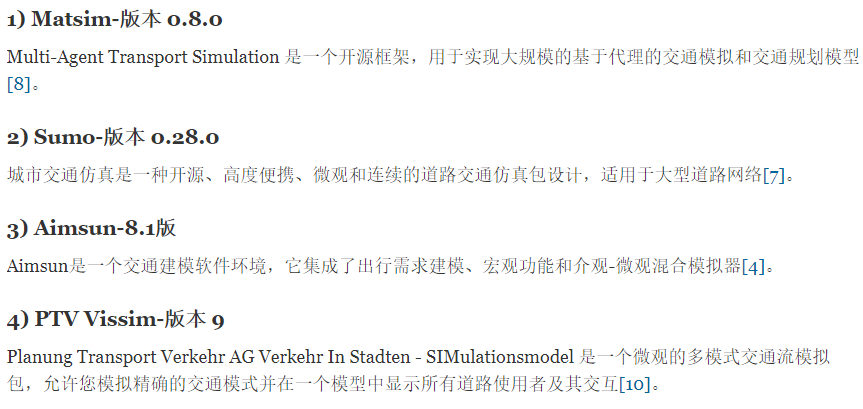 1) Matsim-版本 0.8.0
Multi-Agent Transport Simulation 是一个开源框架，用于实现大规模的基于代理的交通模拟和交通规划模型
[8]。
2) Sumo-版本 0.28.0
城市交通仿真是一种开源、高度便携、微观和连续的道路交通仿真包设计，适用于大型道路网络[7]。
3) Aimsun-8.1版
Aimsun是一个交通建模软件环境，它集成了出行需求建模、宏观功能和介观-微观混合模拟器[4]。
4) PTV Vissim-版本 9
Planung Transport Verkehr AG Verkehr In Stadten - SIMulationsmodel 是一个微观的多模式交通流模拟
包，允许您模拟精确的交通模式并在一个模型中显示所有道路使用者及其交互[10]。